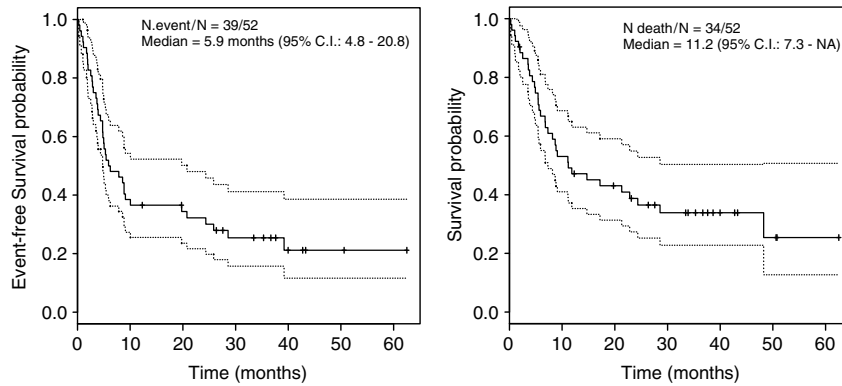 N.event/N = 39/52
Median = 5.9 months (95% C.I.: 4.8 - 20.8)
Event-free Survival probability
1.0
0.8
0.6
0.4
0.2
0.0
0 10 20 30 40 50 60
Time (months)
N death/N = 34/52
Median = 11.2 (95% C.I.: 7.3 - NA)
Survival probability
1.0
0.8
0.6
0.4
0.2
0.0
0 10 20 30 40 50 60
Time (months)